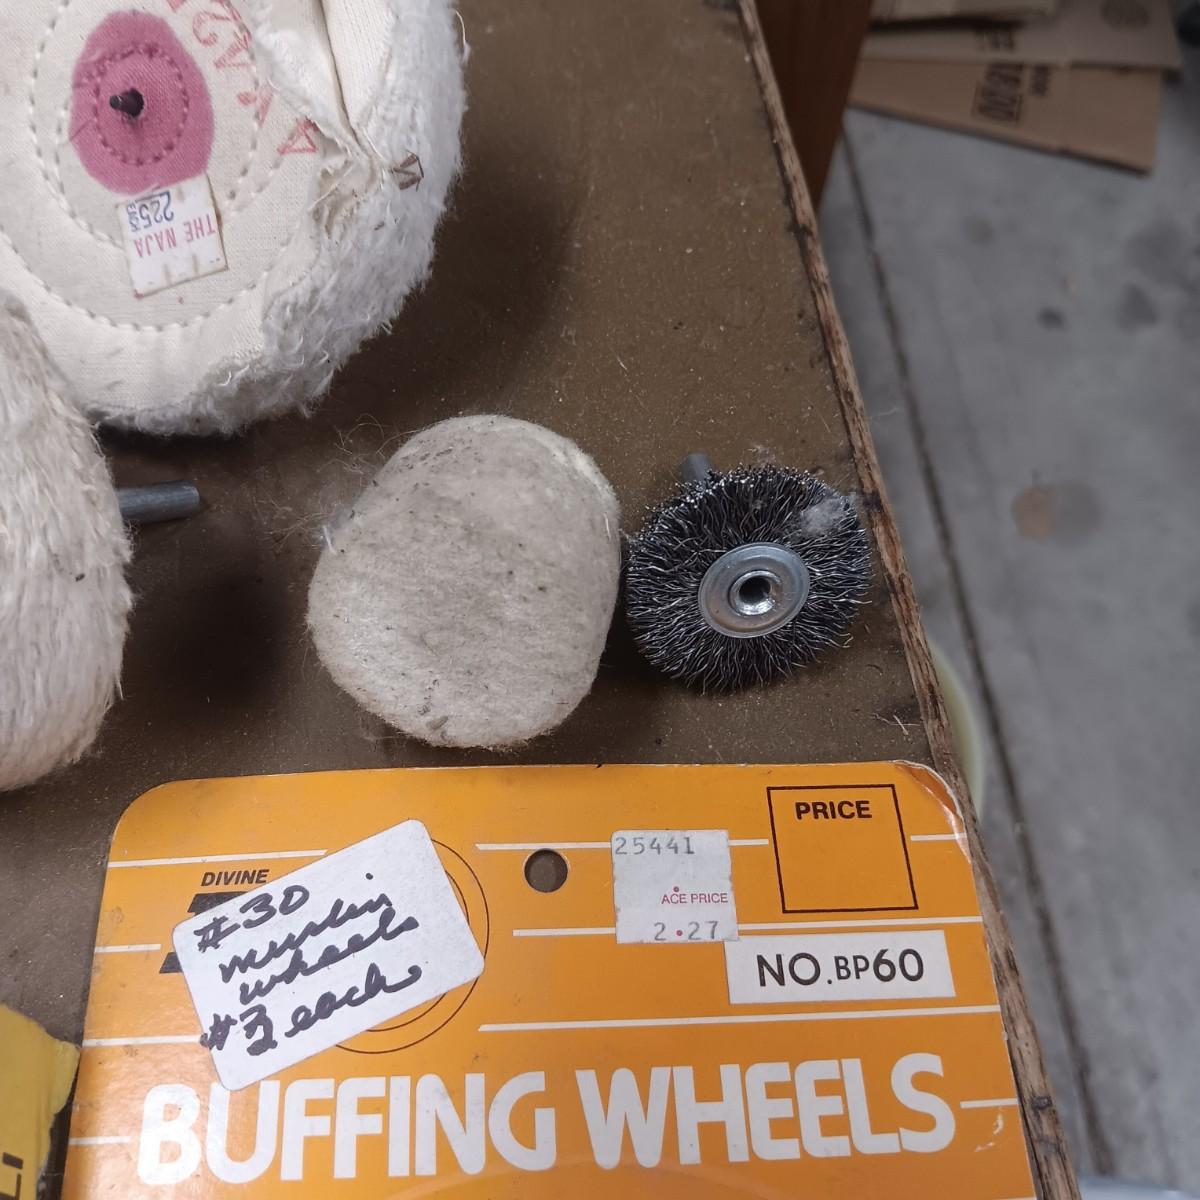 THE NAJA
225
EACH
DIVINE
#30
muslin
wheels
2 each
25441
ACE PRICE
2.27
PRICE
NO. BP60
BUFFING WHEELS